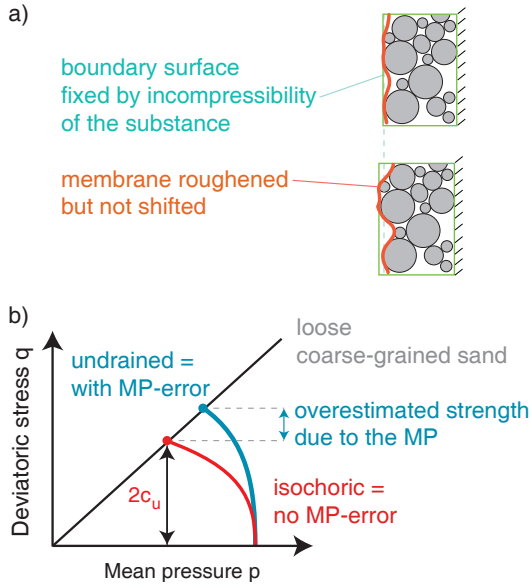 a)
boundary surface
fixed by incompressibility
of the substance
membrane roughened
but not shifted
b)
Deviatoric stress q
undrained =
with MP-error
loose
coarse-grained sand
overestimated strength
due to the MP
2cu
isochoric =
no MP-error
Mean pressure p